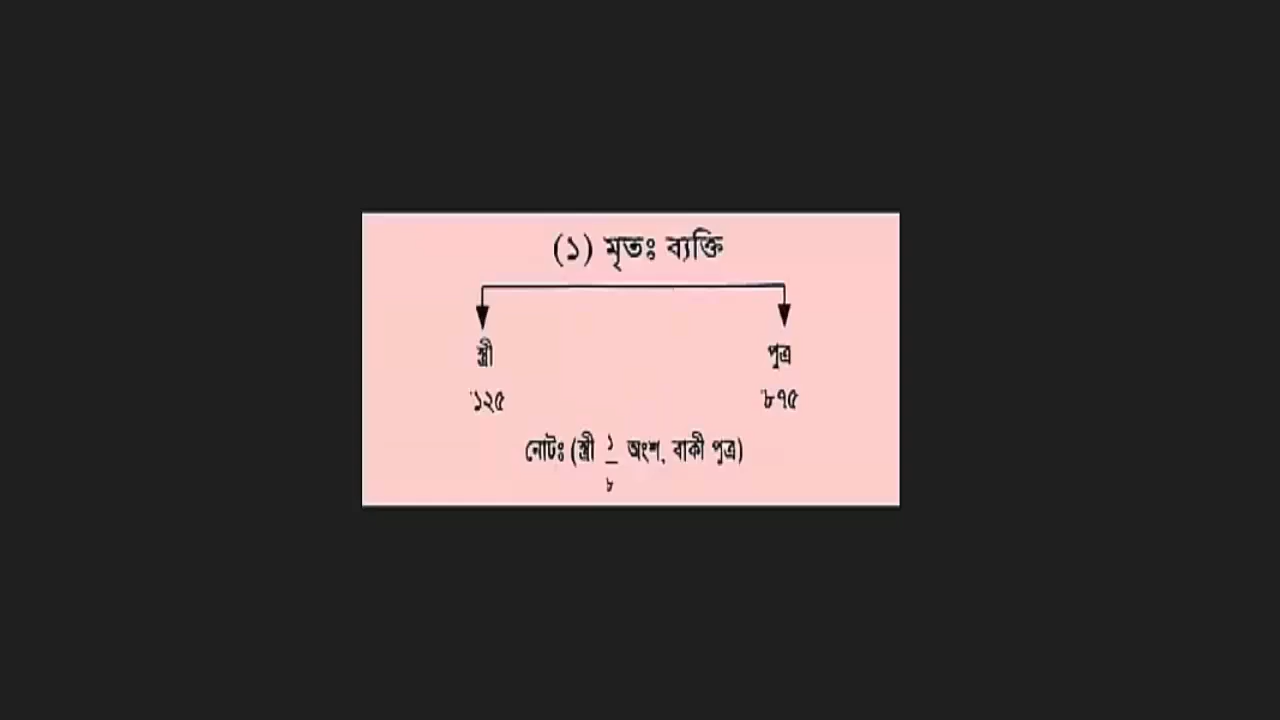 (১) মৃতঃ ব্যক্তি
স্ত্রী পুত্র
.১২৫ .৮৭৫
নোটঃ (স্ত্রী ১/৮ অংশ, বাকী পুত্র)